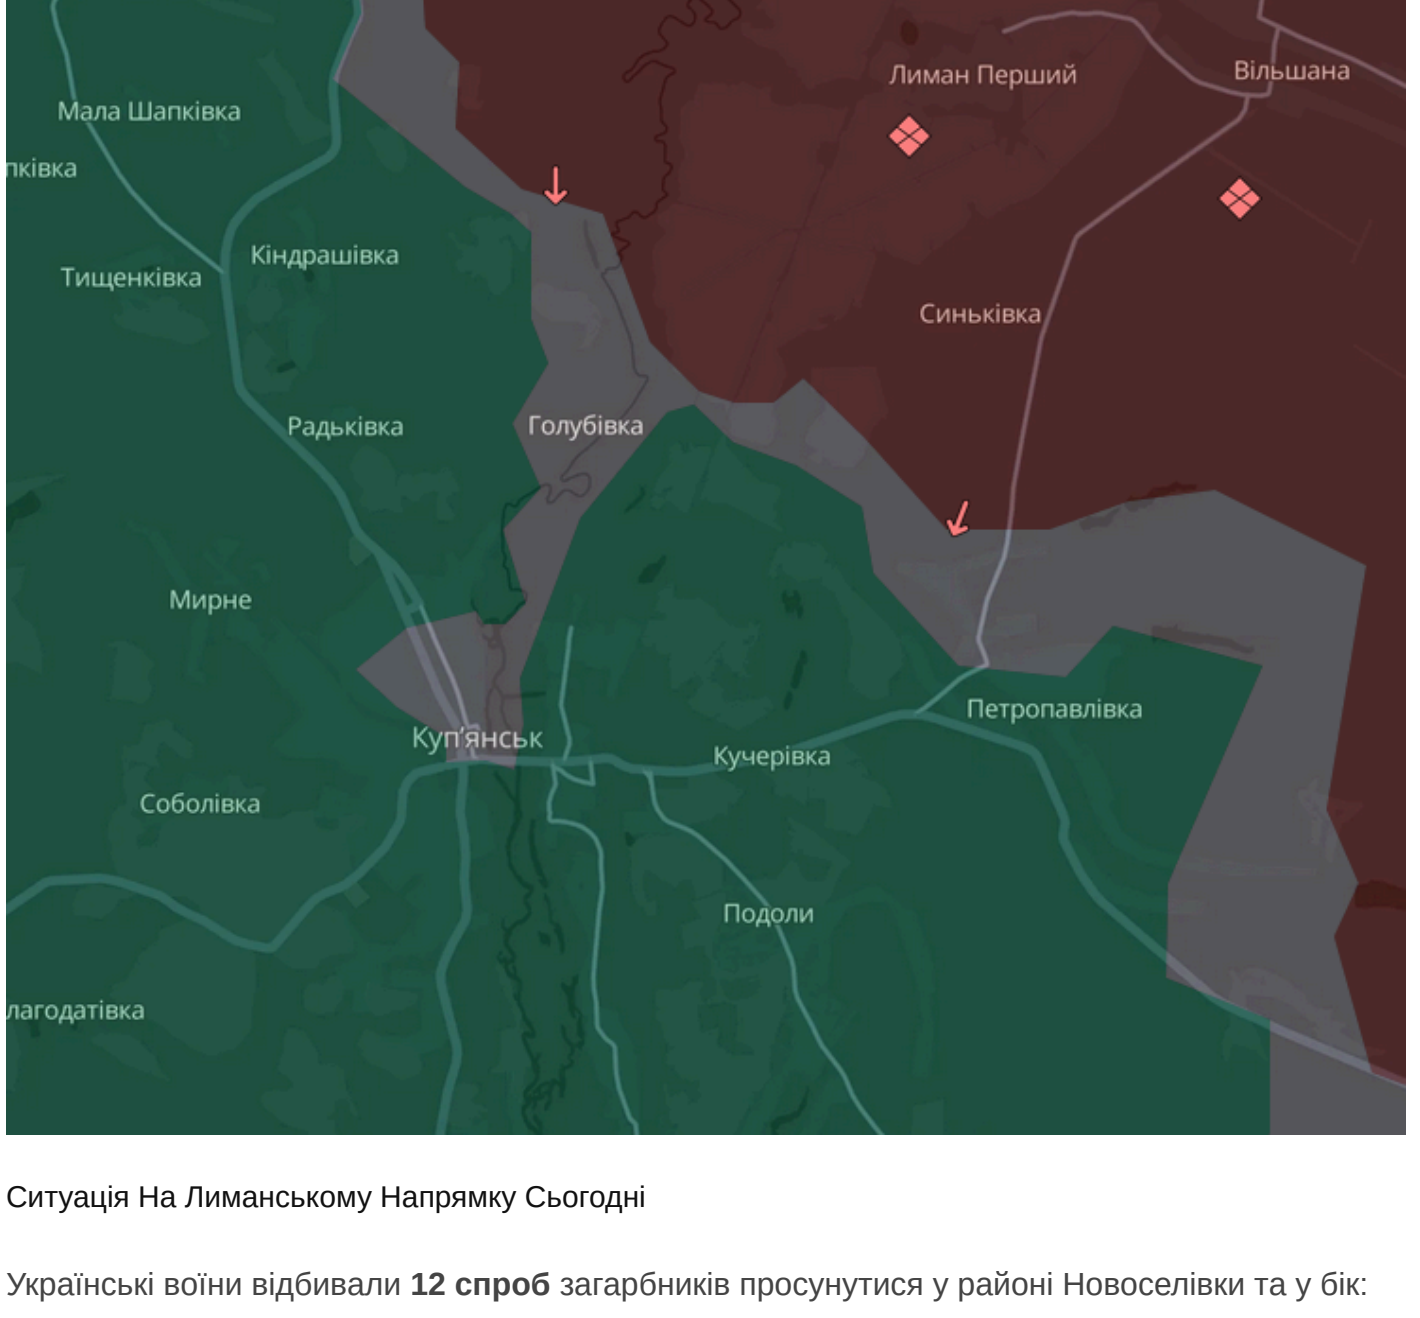 Лиман Перший
Вільшана
Мала Шапківка
пківка
Кіндрашівка
Тищенківка
Синьківка
Радьківка
Голубівка
Мирне
Петропавлівка
Куп'янськ
Кучерівка
Соболівка
Подоли
лагодатівка
Ситуація На Лиманському Напрямку Сьогодні
Українські воїни відбивали 12 спроб загарбників просунутися у районі Новоселівки та у бік: